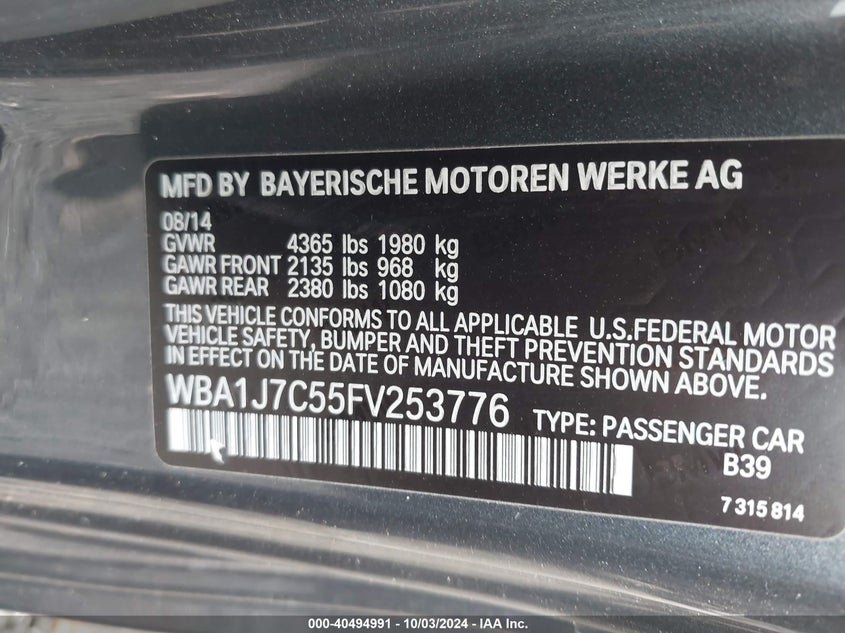 MFD BY BAYERISCHE MOTOREN WERKE AG
08/14
GVWR 4365 lbs 1980 kg
GAWR FRONT 2135 lbs 968 kg
GAWR REAR 2380 lbs 1080 kg
THIS VEHICLE CONFORMS TO ALL APPLICABLE U.S.FEDERAL MOTOR
VEHICLE SAFETY, BUMPER AND THEFT PREVENTION STANDARDS
IN EFFECT ON THE DATE OF MANUFACTURE SHOWN ABOVE.
WBA1J7C55FV253776 TYPE: PASSENGER CAR
B39
7 315 814
000-40494991 - 10/03/2024 - IAA Inc.